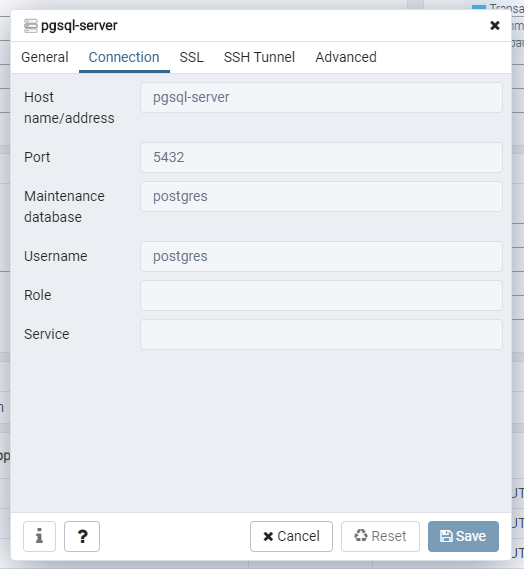 pgsql-server
General Connection SSL SSH Tunnel Advanced
Host name/address
pgsql-server
Port
5432
Maintenance database
postgres
Username
postgres
Role
Service
i ? Cancel Reset Save